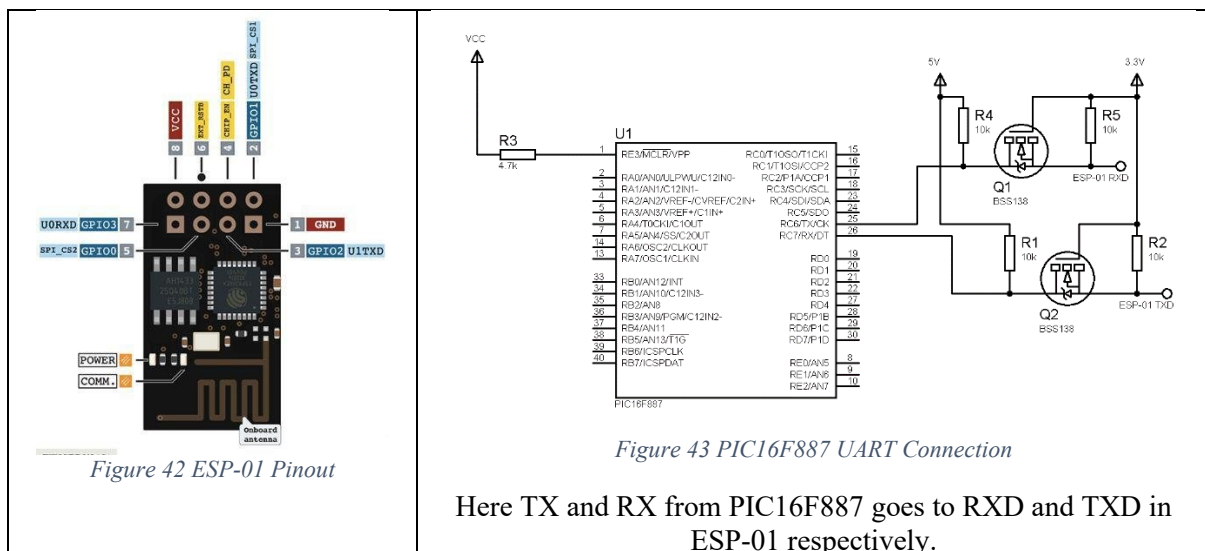 VCC
EXT_RSTB
CHIP_EN CH_PD
GPIO1 U0TXD SPI_CS1
8
6
4
2
U0RXD GPIO3 7
1 GND
SPI_CS2 GPIO0 5
3 GPIO2 U1TXD
POWER
COMM.
Onboard
antenna
Figure 42 ESP-01 Pinout
VCC
R3
4.7k
U1
1 RE3/MCLR/VPP
2 RA0/AN0/ULPWU/C12IN0-
3 RA1/AN1/C12IN1-
4 RA2/AN2/VREF-/CVREF/C2IN+
5 RA3/AN3/VREF+/C1IN+
6 RA4/T0CKI/C1OUT
7 RA5/AN4/SS/C2OUT
14 RA6/OSC2/CLKOUT
13 RA7/OSC1/CLKIN
33 RB0/AN12/INT
34 RB1/AN10/C12IN3-
35 RB2/AN8
36 RB3/AN9/PGM/C12IN2-
37 RB4/AN11
38 RB5/AN13/T1G
39 RB6/ICSPCLK
40 RB7/ICSPDAT
RC0/T1OSO/T1CKI 15
RC1/T1OSI/CCP2 16
RC2/P1A/CCP1 17
RC3/SCK/SCL 18
RC4/SDI/SDA 23
RC5/SDO 24
RC6/TX/CK 25
RC7/RX/DT 26
RD0 19
RD1 20
RD2 21
RD3 22
RD4 27
RD5/P1B 28
RD6/P1C 29
RD7/P1D 30
RE0/AN5 8
RE1/AN6 9
RE2/AN7 10
PIC16F887
5V
3.3V
R4
10k
R5
10k
Q1
BSS138
ESP-01 RXD
R1
10k
R2
10k
Q2
BSS138
ESP-01 TXD
Figure 43 PIC16F887 UART Connection
Here TX and RX from PIC16F887 goes to RXD and TXD in
ESP-01 respectively.